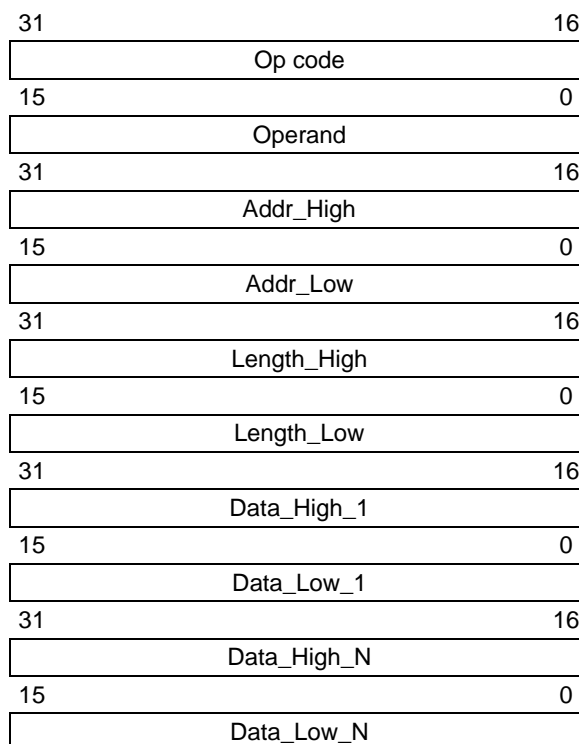 31 16
Op code
15 0
Operand
31 16
Addr_High
15 0
Addr_Low
31 16
Length_High
15 0
Length_Low
31 16
Data_High_1
15 0
Data_Low_1
31 16
Data_High_N
15 0
Data_Low_N